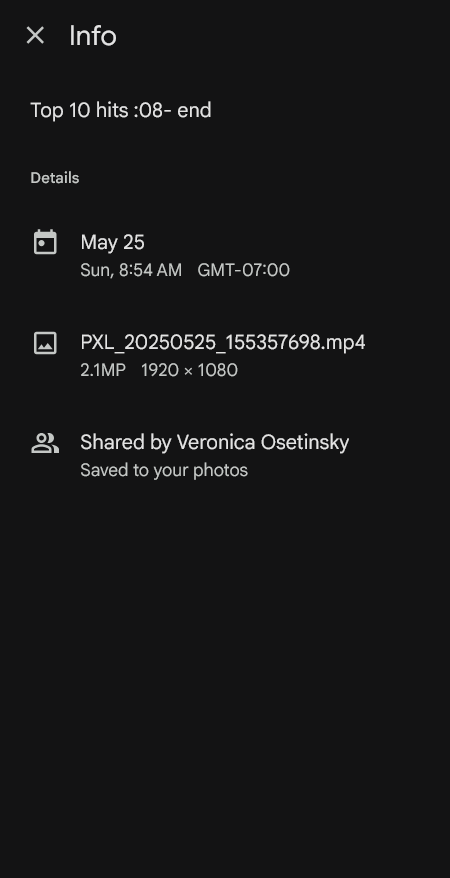 Info
Top 10 hits :08- end
Details
May 25
Sun, 8:54 AM GMT-07:00
PXL_20250525_155357698.mp4
2.1MP 1920 × 1080
Shared by Veronica Osetinsky
Saved to your photos